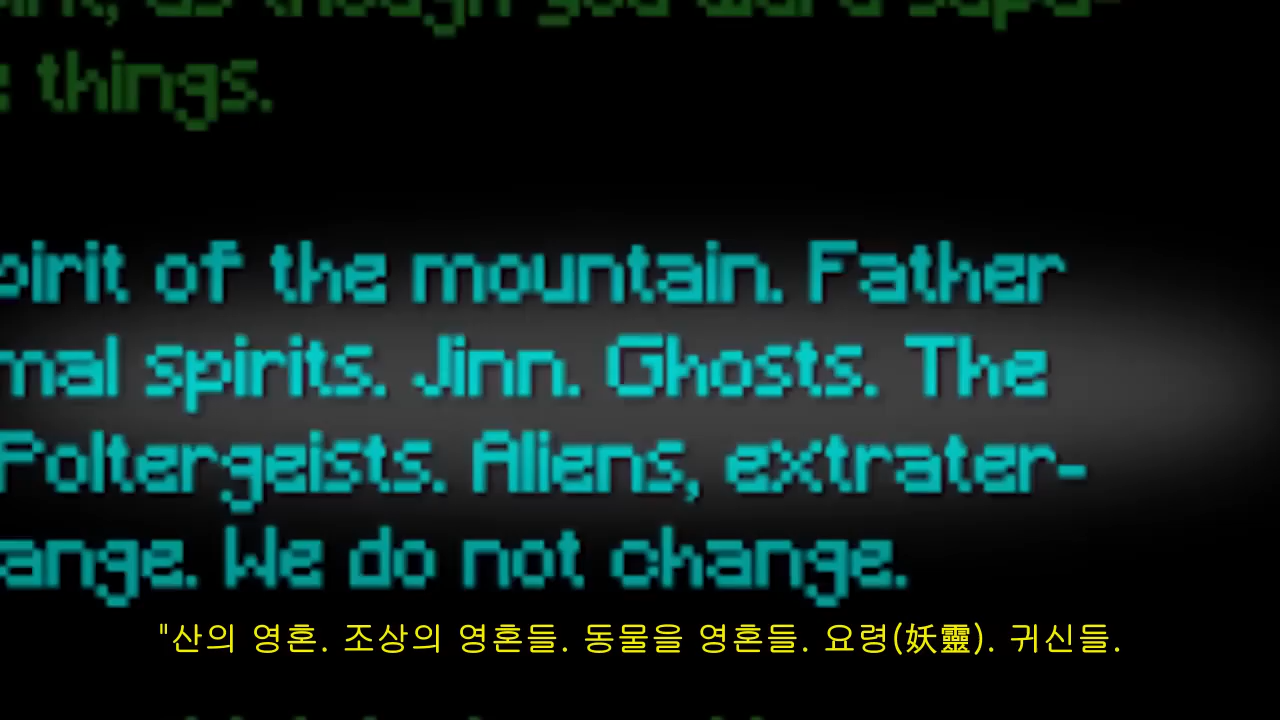 things.
of the mountain. Father
spirits. Jinn. Ghosts. The
Poltergeists. Aliens, extrater-
ange. We do not change.
"산의 영혼. 조상의 영혼들. 동물을 영혼들. 요령(妖靈). 귀신들.